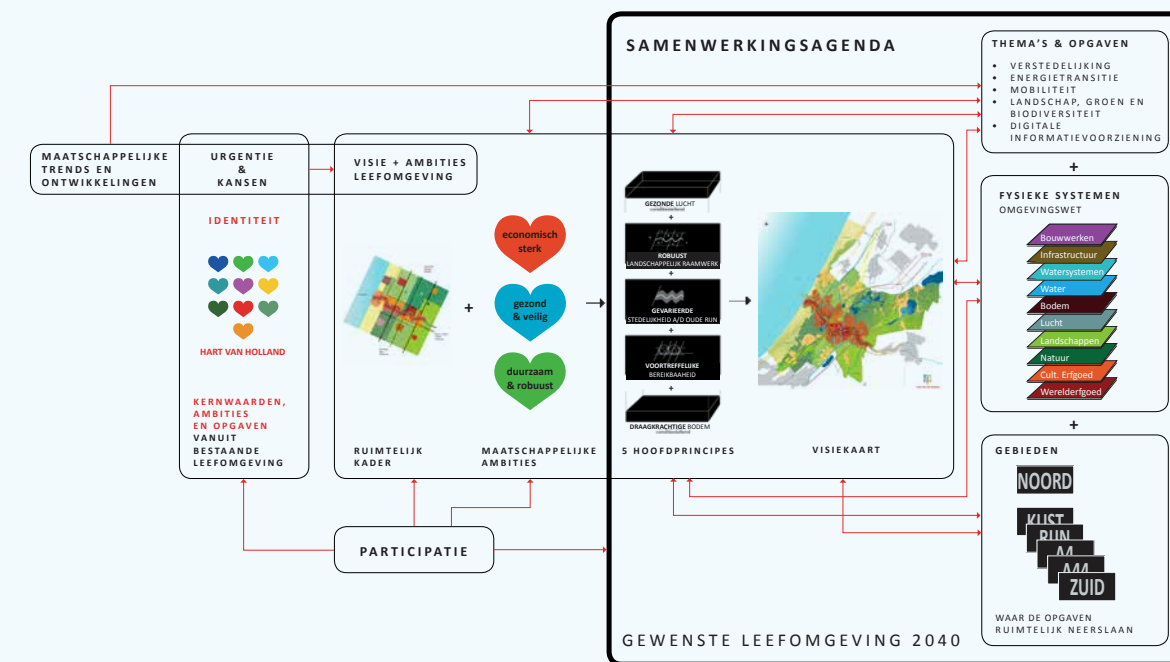 SAMENWERKINGSAGENDA
MAATSCHAPPELIJKE
TRENDS EN
ONTWIKKELINGEN
URGENTIE
&
KANSEN
IDENTITEIT
HART VAN HOLLAND
KERNWAARDEN,
AMBITIES
EN OPGAVEN
VANUIT
BESTAANDE
LEEFOMGEVING
VISIE + AMBITIES
LEEFOMGEVING
+
economisch
sterk
gezond
& veilig
duurzaam
& robuust
RUIMTELIJK
KADER
MAATSCHAPPELIJKE
AMBITIES
GEZONDE LUCHT
+
ROBUUST
LANDSCHAPPELIJK RAAMWERK
+
GEVARIEERDE
STEDELIJKHEID A/D OUDE RIJN
+
VOORTREFFELIJKE
BEREIKBAARHEID
+
DRAAGKRACHTIGE BODEM
5 HOOFDPRINCIPES
VISIEKAART
PARTICIPATIE
GEWENSTE LEEFOMGEVING 2040
THEMA'S & OPGAVEN
• VERSTEDELIJKING
• ENERGIETRANSITIE
• MOBILITEIT
• LANDSCHAP, GROEN EN
BIODIVERSITEIT
• DIGITALE
INFORMATIEVOORZIENING
+
FYSIEKE SYSTEMEN
OMGEVINGSWET
Bouwwerken
Infrastructuur
Watersystemen
Water
Bodem
Lucht
Landschappen
Natuur
Cult. Erfgoed
Werelderfgoed
+
GEBIEDEN
NOORD
KUST
RIJN
A4
A44
ZUID
WAAR DE OPGAVEN
RUIMTELIJK NEERSLAAN